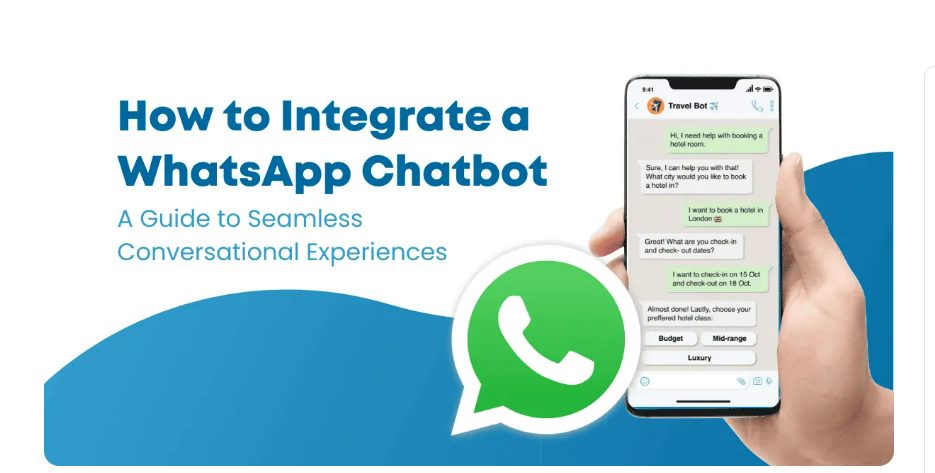 How to Integrate a
WhatsApp Chatbot
A Guide to Seamless
Conversational Experiences
9:41
Travel Bot
Hi, I need help with booking a
hotel room.
Sure, I can help you with that!
What city would you like to book
a hotel in?
I want to book a hotel in
London
Great! What are you check-in
and check- out dates?
I want to check-in on 15 Oct
and check-out on 18 Oct.
Almost done! Lastly, choose your
preffered hotel class:
Budget
Mid-range
Luxury